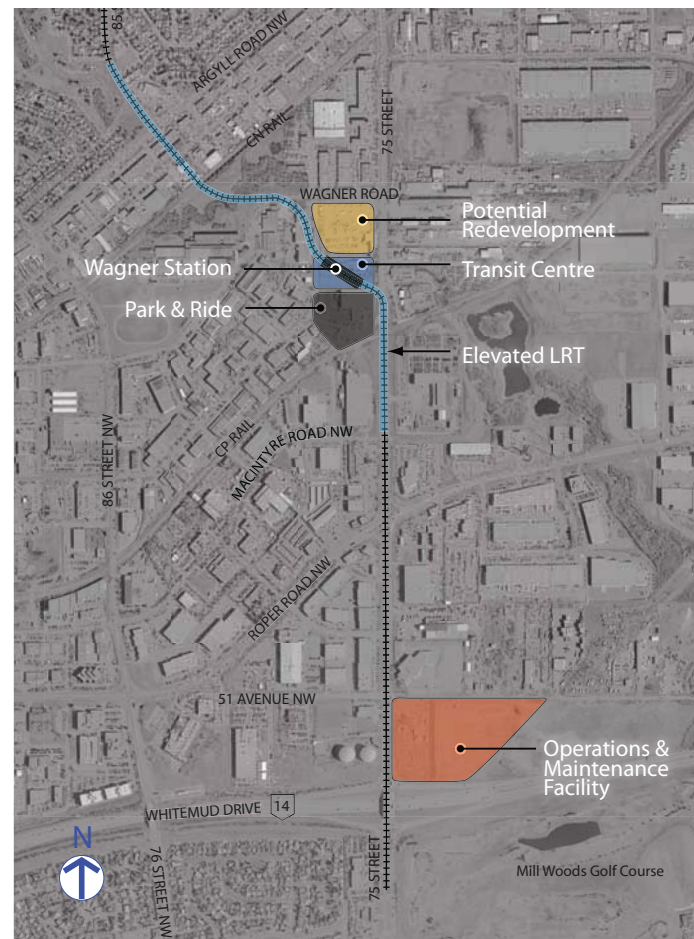 85
ARGYLL ROAD NW
CN RAIL
75 STREET
WAGNER ROAD
Potential
Redevelopment
Wagner Station
Transit Centre
Park & Ride
Elevated LRT
CP RAIL
MACINTYRE ROAD NW
86 STREET NW
ROPER ROAD NW
51 AVENUE NW
Operations &
Maintenance
Facility
WHITEMUD DRIVE
14
N
76 STREET NW
75 STREET
Mill Woods Golf Course